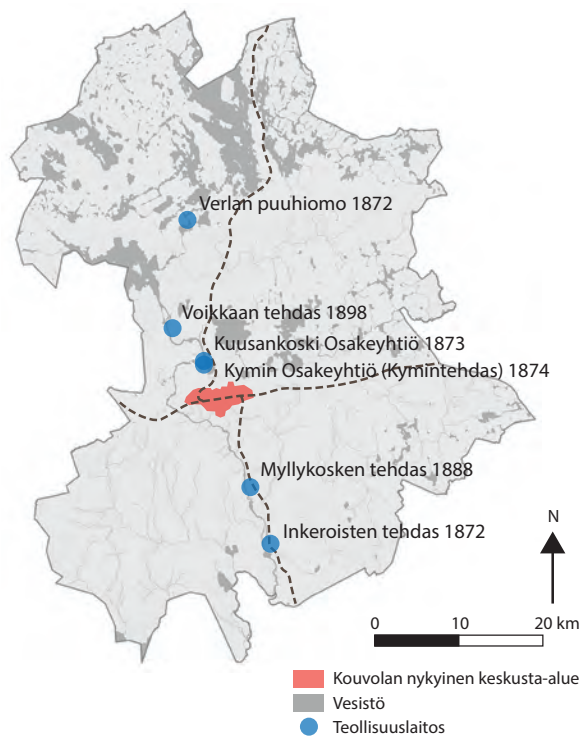 Verlan puuhiomo 1872
Voikkaan tehdas 1898
Kuusankoski Osakeyhtiö 1873
Kymin Osakeyhtiö (Kymintehdas) 1874
Myllykosken tehdas 1888
Inkeroisten tehdas 1872
N
0 10 20 km
Kouvolan nykyinen keskusta-alue
Vesistö
Teollisuuslaitos